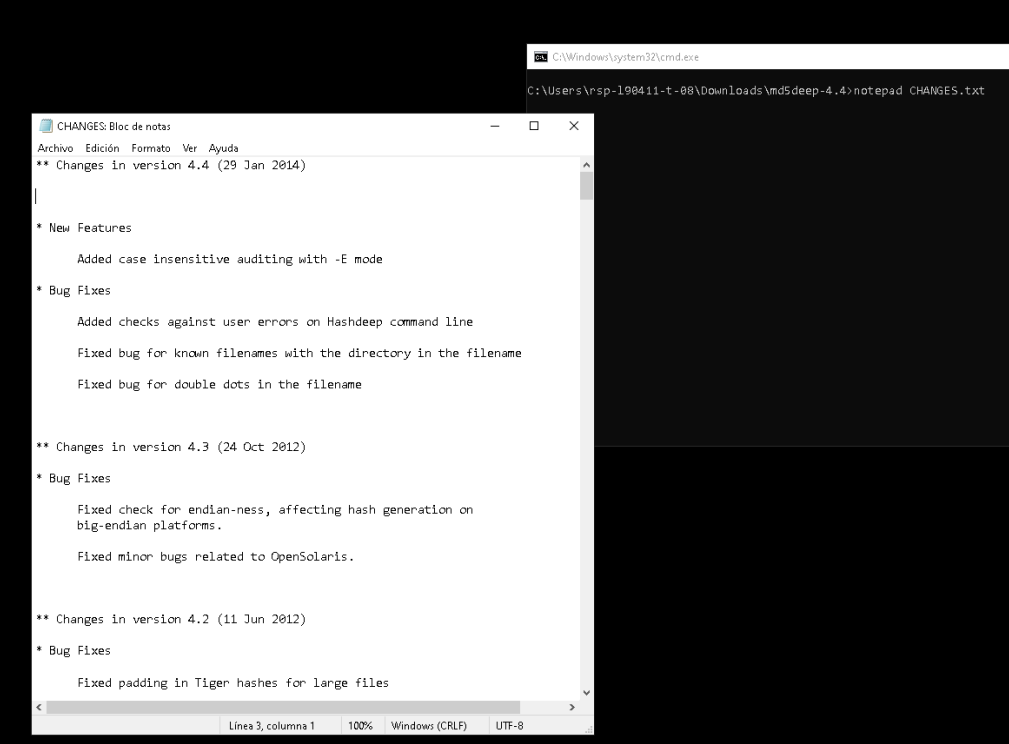 C:\Windows\system32\cmd.exe
C:\Users\rsp-l90411-t-08\Downloads\md5deep-4.4>notepad CHANGES.txt
CHANGES: Bloc de notas
Archivo Edición Formato Ver Ayuda
** Changes in version 4.4 (29 Jan 2014)
* New Features
Added case insensitive auditing with -E mode
* Bug Fixes
Added checks against user errors on Hashdeep command line
Fixed bug for known filenames with the directory in the filename
Fixed bug for double dots in the filename
** Changes in version 4.3 (24 Oct 2012)
* Bug Fixes
Fixed check for endian-ness, affecting hash generation on
big-endian platforms.
Fixed minor bugs related to OpenSolaris.
** Changes in version 4.2 (11 Jun 2012)
* Bug Fixes
Fixed padding in Tiger hashes for large files
Línea 3, columna 1 100% Windows (CRLF) UTF-8